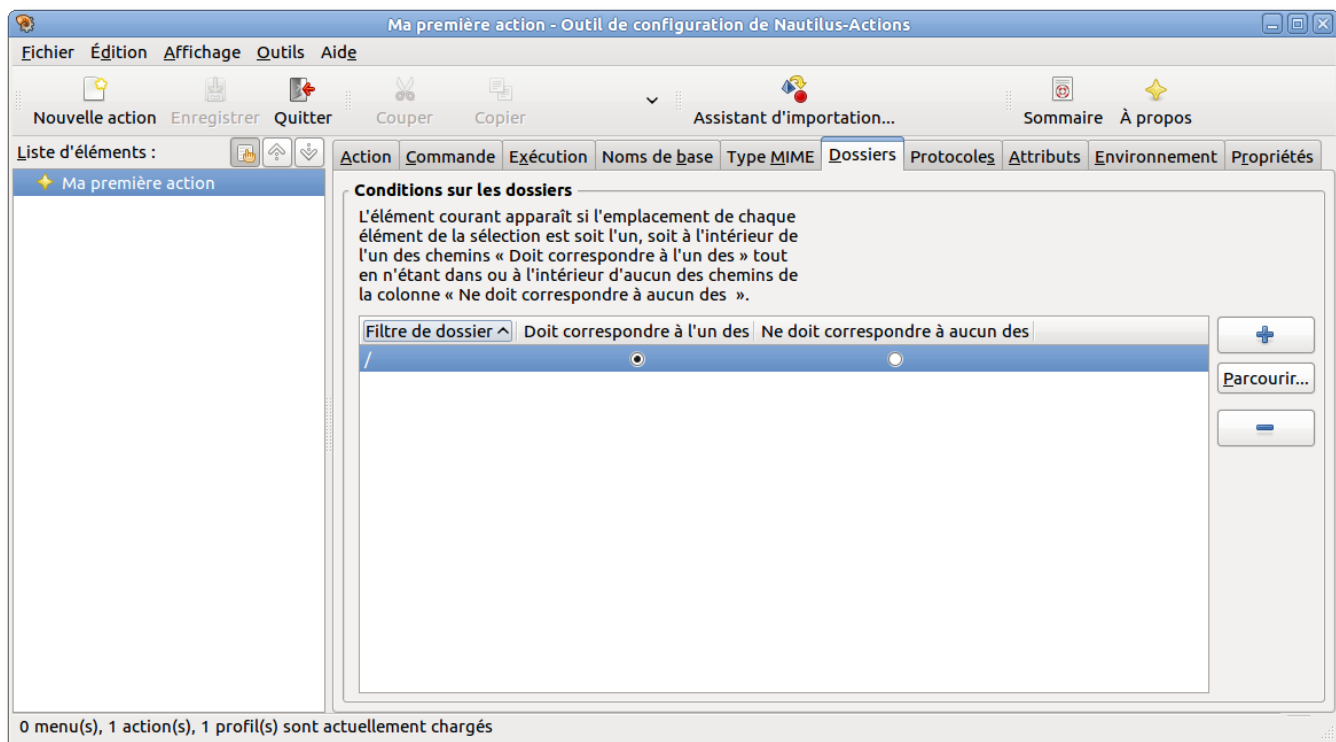 Ma première action - Outil de configuration de Nautilus-Actions
Fichier Édition Affichage Outils Aide
Nouvelle action Enregistrer Quitter Couper Copier Assistant d'importation... Sommaire À propos
Liste d'éléments :
Action Commande Exécution Noms de base Type MIME Dossiers Protocoles Attributs Environnement Propriétés
Ma première action
Conditions sur les dossiers
L'élément courant apparaît si l'emplacement de chaque
élément de la sélection est soit l'un, soit à l'intérieur de
l'un des chemins « Doit correspondre à l'un des » tout
en n'étant dans ou à l'intérieur d'aucun des chemins de
la colonne « Ne doit correspondre à aucun des  ».
Filtre de dossier Doit correspondre à l'un des Ne doit correspondre à aucun des
/
Parcourir...
0 menu(s), 1 action(s), 1 profil(s) sont actuellement chargés